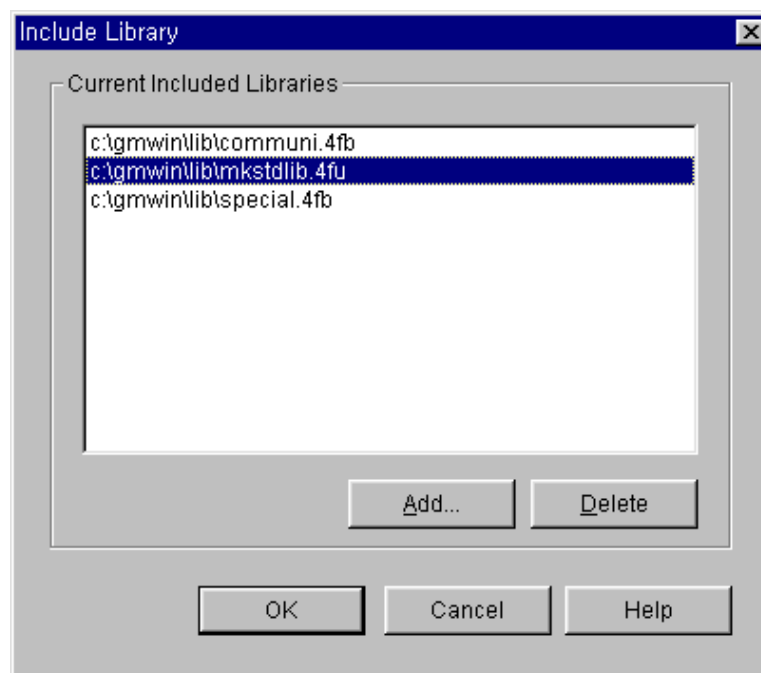 Include Library
Current Included Libraries
c:\gmwin\lib\communi.4fb
c:\gmwin\lib\mkstdlib.4fu
c:\gmwin\lib\special.4fb
Add...
Delete
OK
Cancel
Help